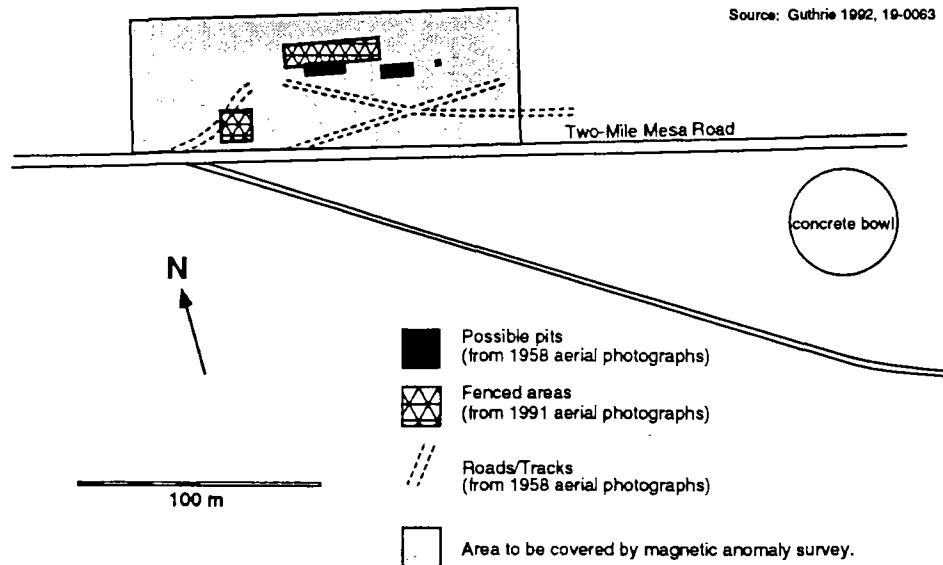 Source: Guthrie 1992, 19-0063
Two-Mile Mesa Road
concrete bowl
N
Possible pits
(from 1958 aerial photographs)
Fenced areas
(from 1991 aerial photographs)
Roads/Tracks
(from 1958 aerial photographs)
100 m
Area to be covered by magnetic anomaly survey.